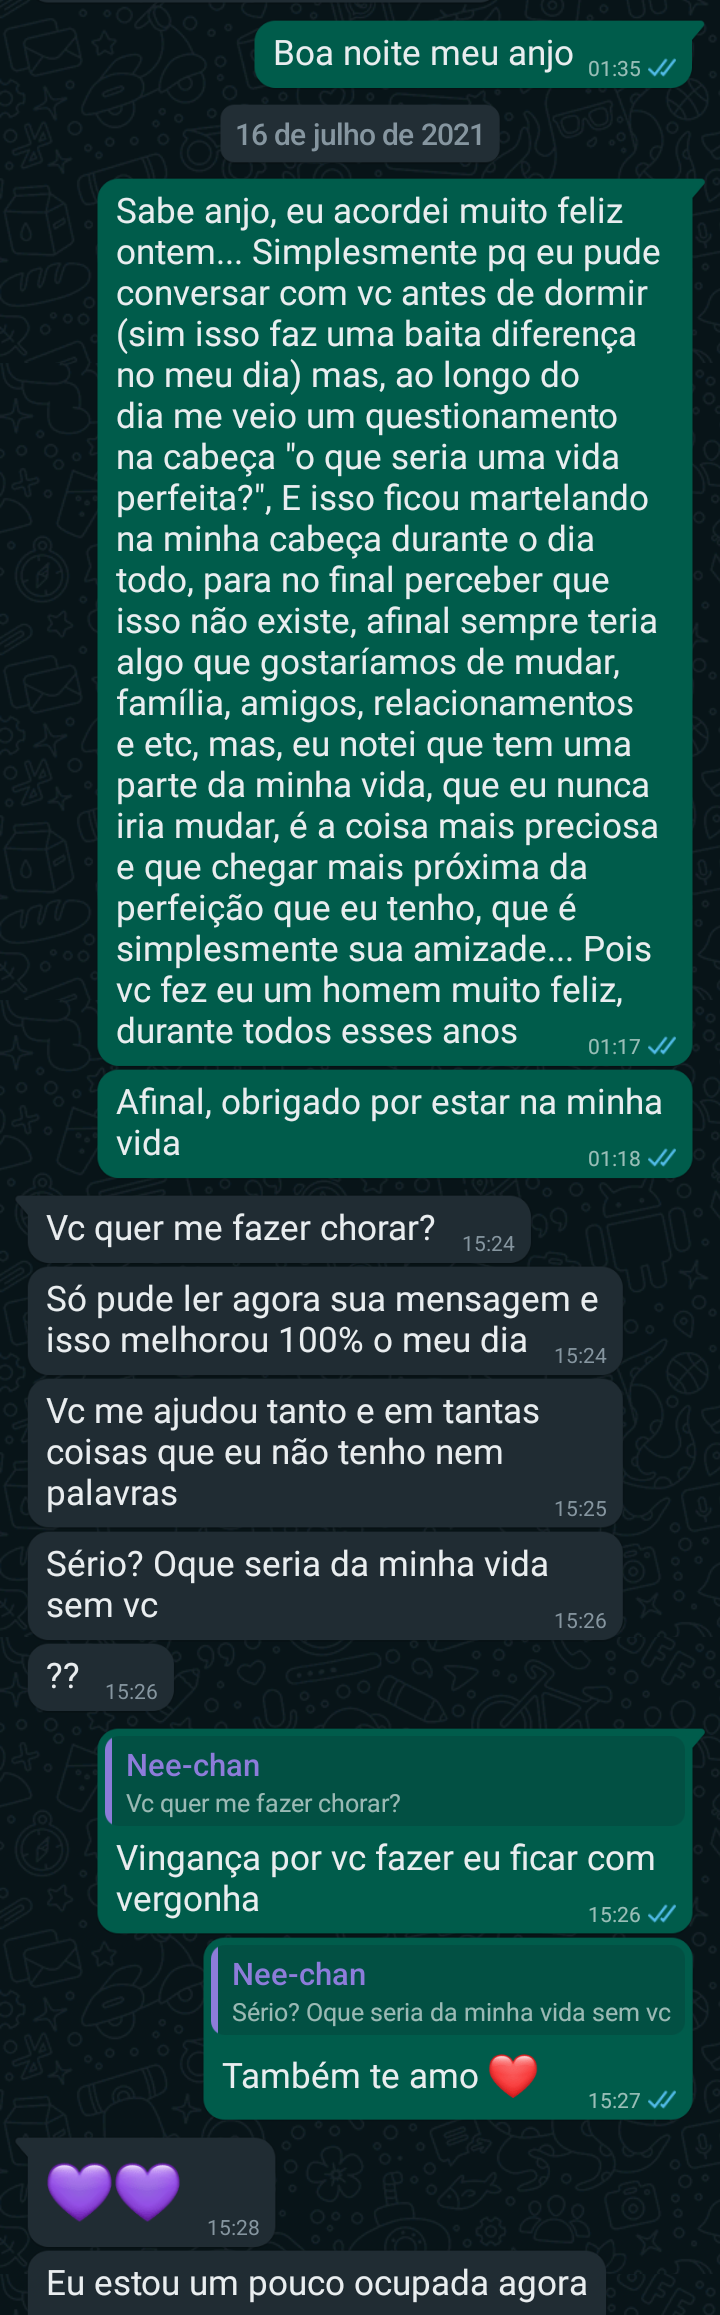 Boa noite meu anjo 01:35
16 de julho de 2021
Sabe anjo, eu acordei muito feliz
ontem... Simplesmente pq eu pude
conversar com vc antes de dormir
(sim isso faz uma baita diferença
no meu dia) mas, ao longo do
dia me veio um questionamento
na cabeça "o que seria uma vida
perfeita?", E isso ficou martelando
na minha cabeça durante o dia
todo, para no final perceber que
isso não existe, afinal sempre teria
algo que gostaríamos de mudar,
família, amigos, relacionamentos
e etc, mas, eu notei que tem uma
parte da minha vida, que eu nunca
iria mudar, é a coisa mais preciosa
e que chegar mais próxima da
perfeição que eu tenho, que é
simplesmente sua amizade... Pois
vc fez eu um homem muito feliz,
durante todos esses anos 01:17
Afinal, obrigado por estar na minha
vida 01:18
Vc quer me fazer chorar? 15:24
Só pude ler agora sua mensagem e
isso melhorou 100% o meu dia 15:24
Vc me ajudou tanto e em tantas
coisas que eu não tenho nem
palavras 15:25
Sério? Oque seria da minha vida
sem vc 15:26
?? 15:26
Nee-chan
Vc quer me fazer chorar?
Vingança por vc fazer eu ficar com
vergonha 15:26
Nee-chan
Sério? Oque seria da minha vida sem vc
Também te amo ❤️ 15:27
💜💜 15:28
Eu estou um pouco ocupada agora